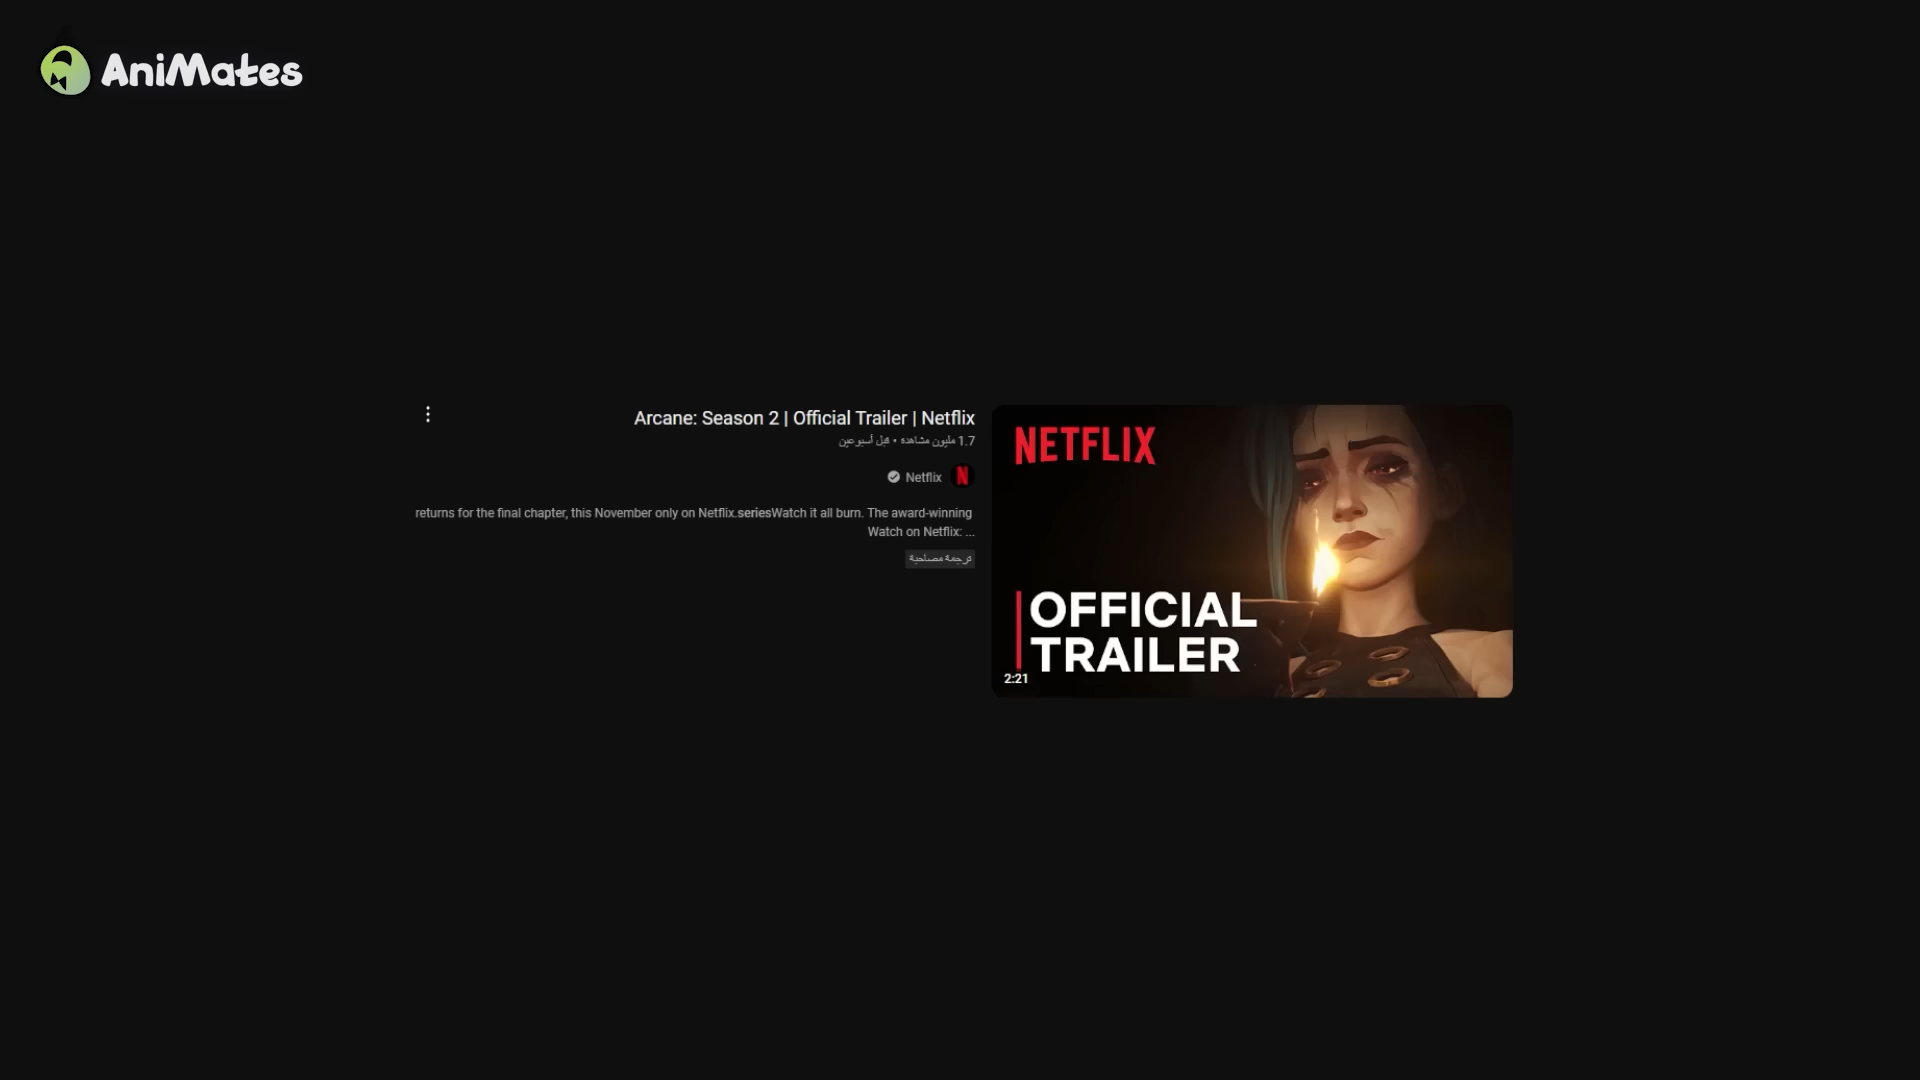 AniMates
Arcane: Season 2 | Official Trailer | Netflix
1.7 مليون مشاهدة • قبل أسبوعين
Netflix
returns for the final chapter, this November only on Netflix.seriesWatch it all burn. The award-winning
Watch on Netflix: ...
ترجمة مصاحبة
NETFLIX
OFFICIAL
TRAILER
2:21